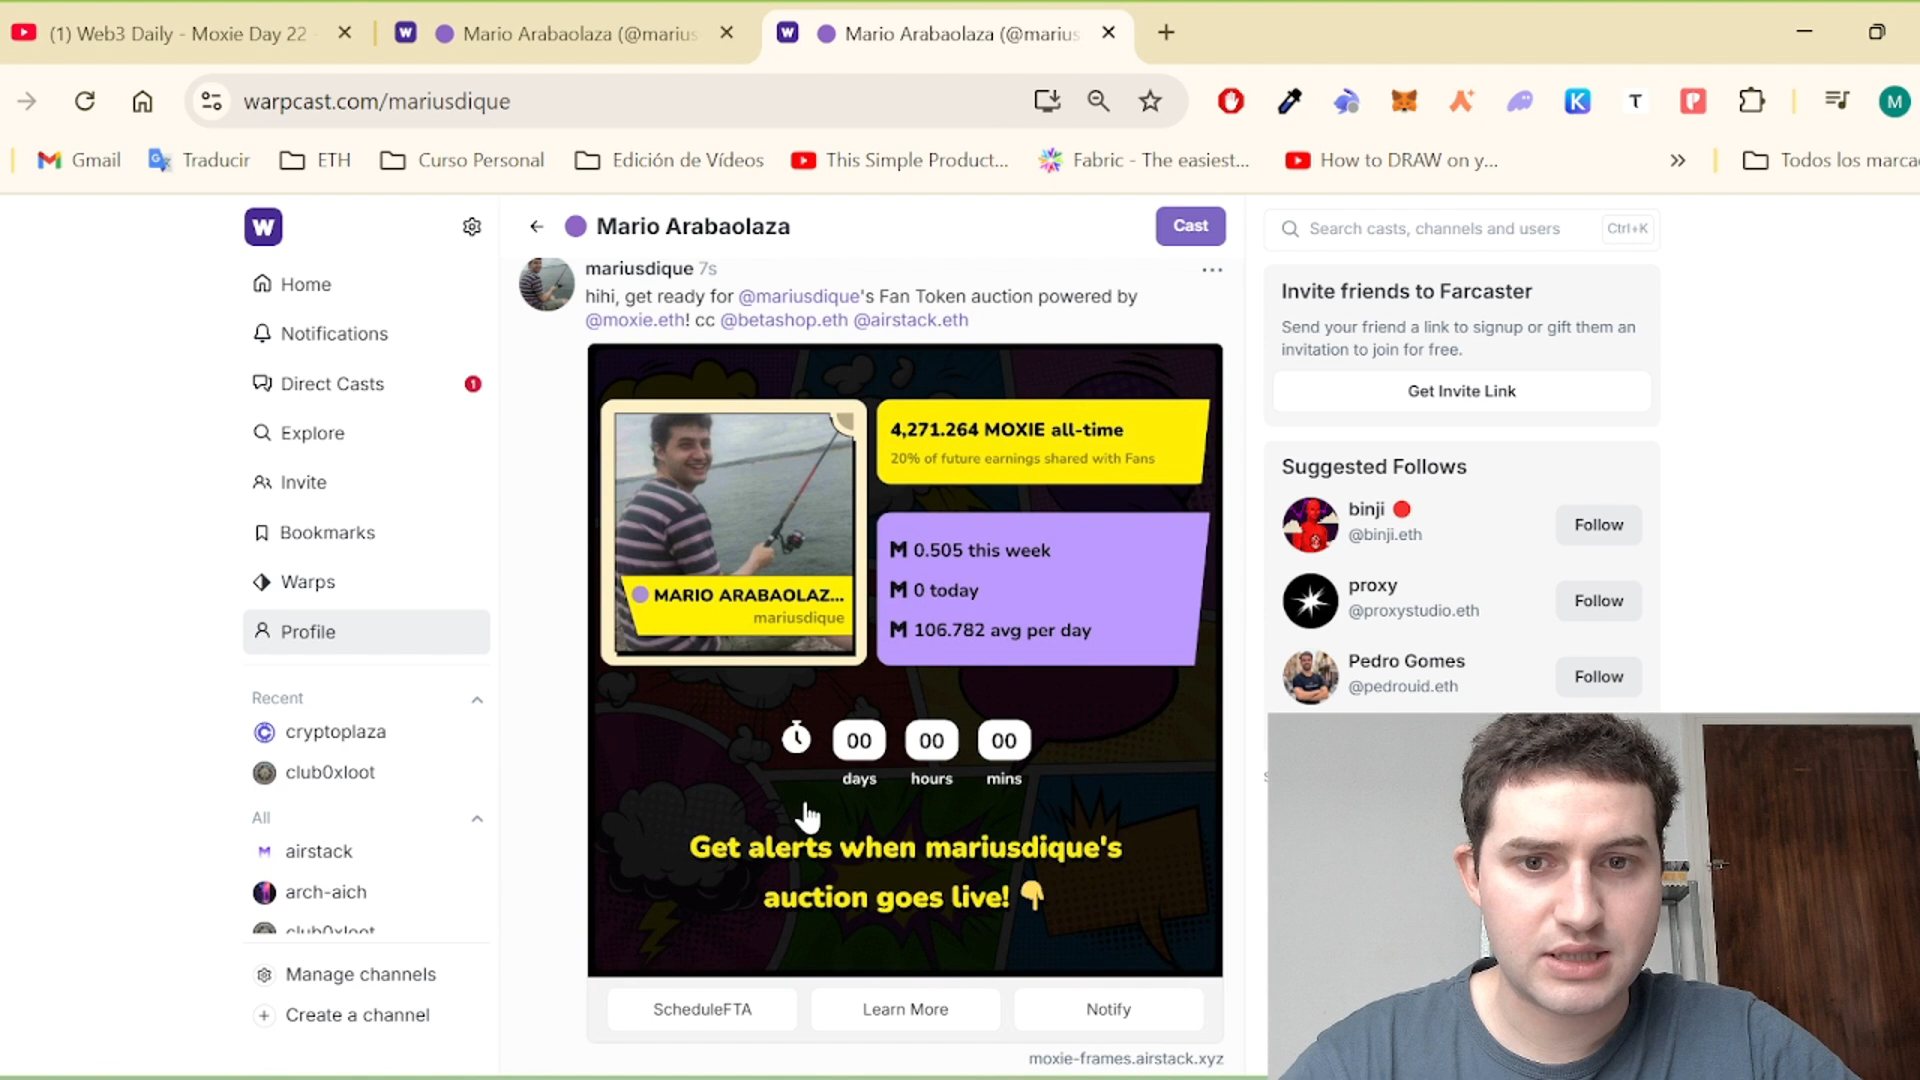 (1) Web3 Daily - Moxie Day 22
Mario Arabaolaza (@marius
Mario Arabaolaza (@marius
warpcast.com/mariusdique
M
Gmail
Traducir
ETH
Curso Personal
Edición de Vídeos
This Simple Product...
Fabric - The easiest...
How to DRAW on y...
Todos los marca
Home
Notifications
Direct Casts
1
Explore
Invite
Bookmarks
Warps
Profile
Recent
cryptoplaza
club0xloot
All
airstack
arch-aich
club0xloot
Manage channels
Create a channel
Mario Arabaolaza
Cast
mariusdique 7s
hihi, get ready for @mariusdique's Fan Token auction powered by
@moxie.eth! cc @betashop.eth @airstack.eth
MARIO ARABAOLAZ...
mariusdique
4,271.264 MOXIE all-time
20% of future earnings shared with Fans
M 0.505 this week
M 0 today
M 106.782 avg per day
00 00 00
days hours mins
Get alerts when mariusdique's
auction goes live! 👇
ScheduleFTA
Learn More
Notify
moxie-frames.airstack.xyz
Search casts, channels and users
Ctrl+K
Invite friends to Farcaster
Send your friend a link to signup or gift them an
invitation to join for free.
Get Invite Link
Suggested Follows
binji
@binji.eth
Follow
proxy
@proxystudio.eth
Follow
Pedro Gomes
@pedrouid.eth
Follow